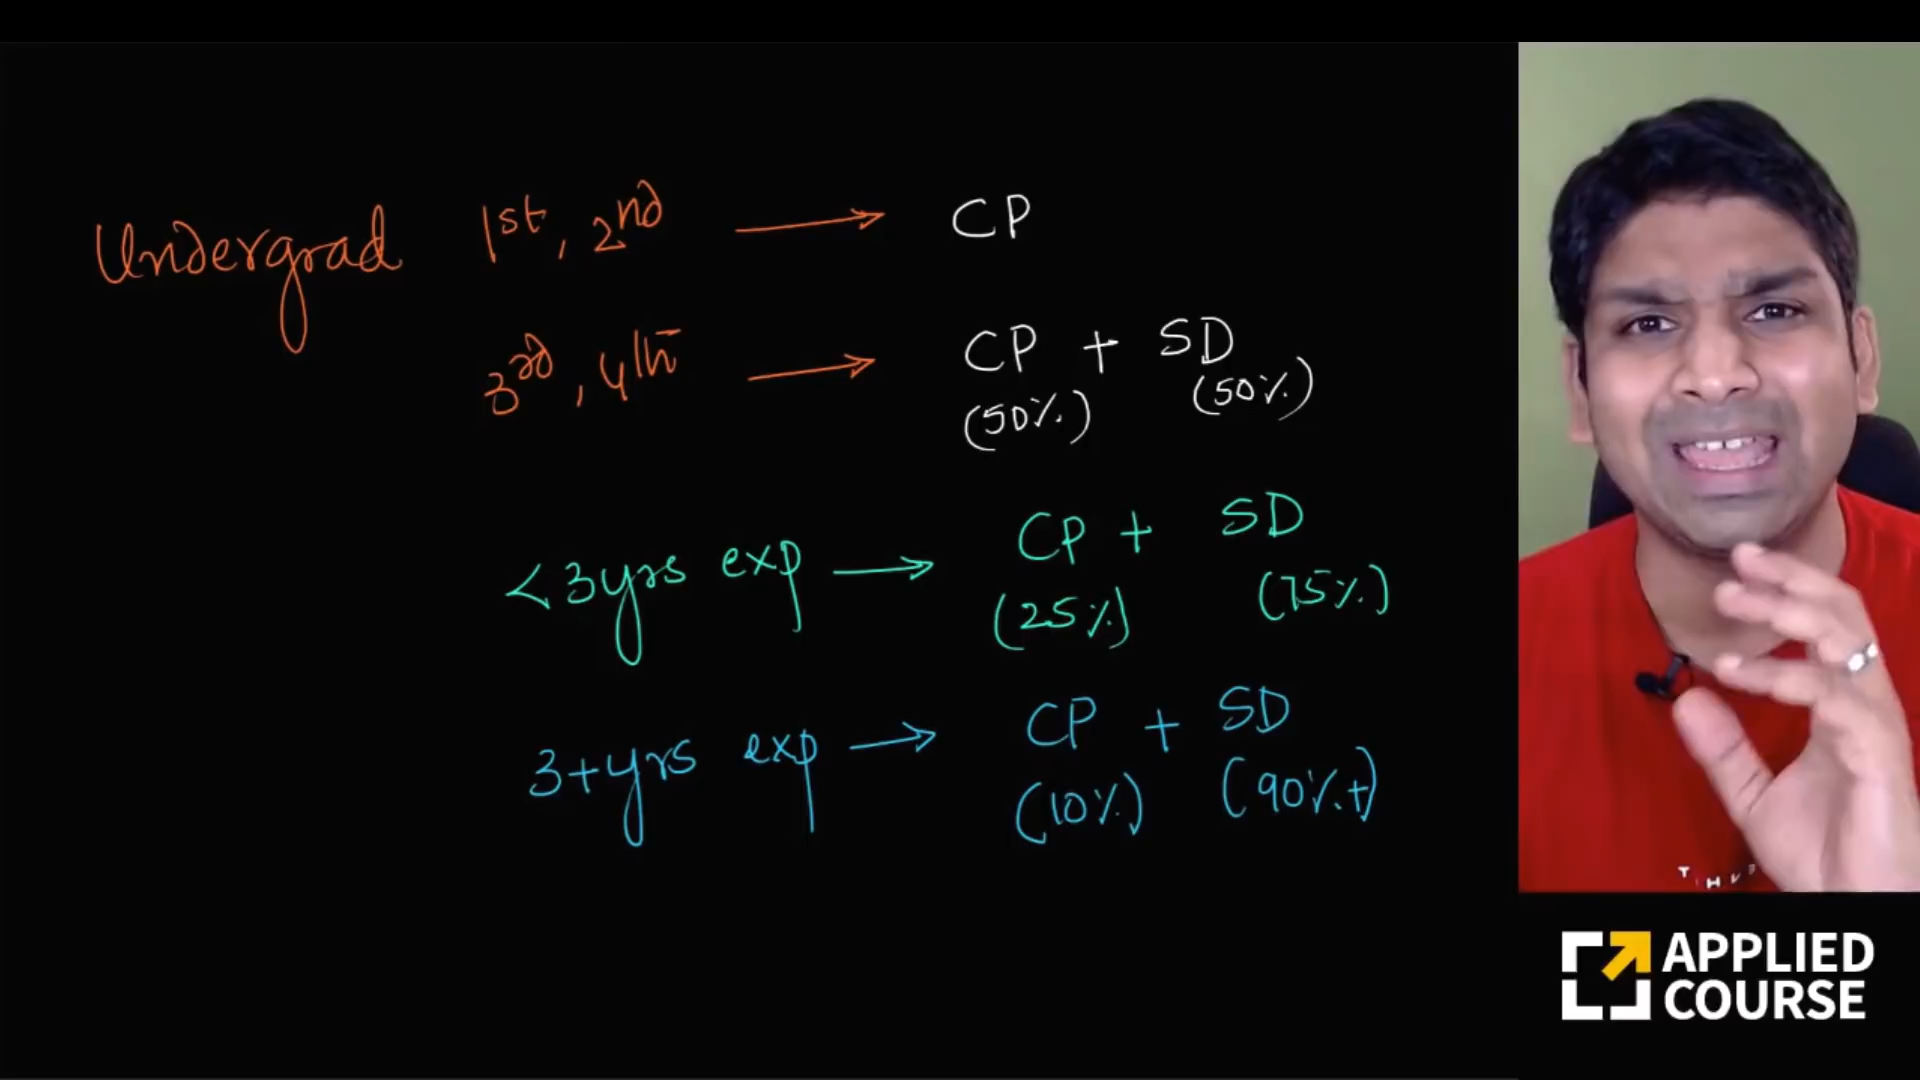 Undergrad 1st, 2nd → CP
3rd, 4th → CP + SD
(50%) (50%)
<3yrs exp → CP + SD
(25%) (75%)
3+yrs exp → CP + SD
(10%) (90%+)
APPLIED
COURSE